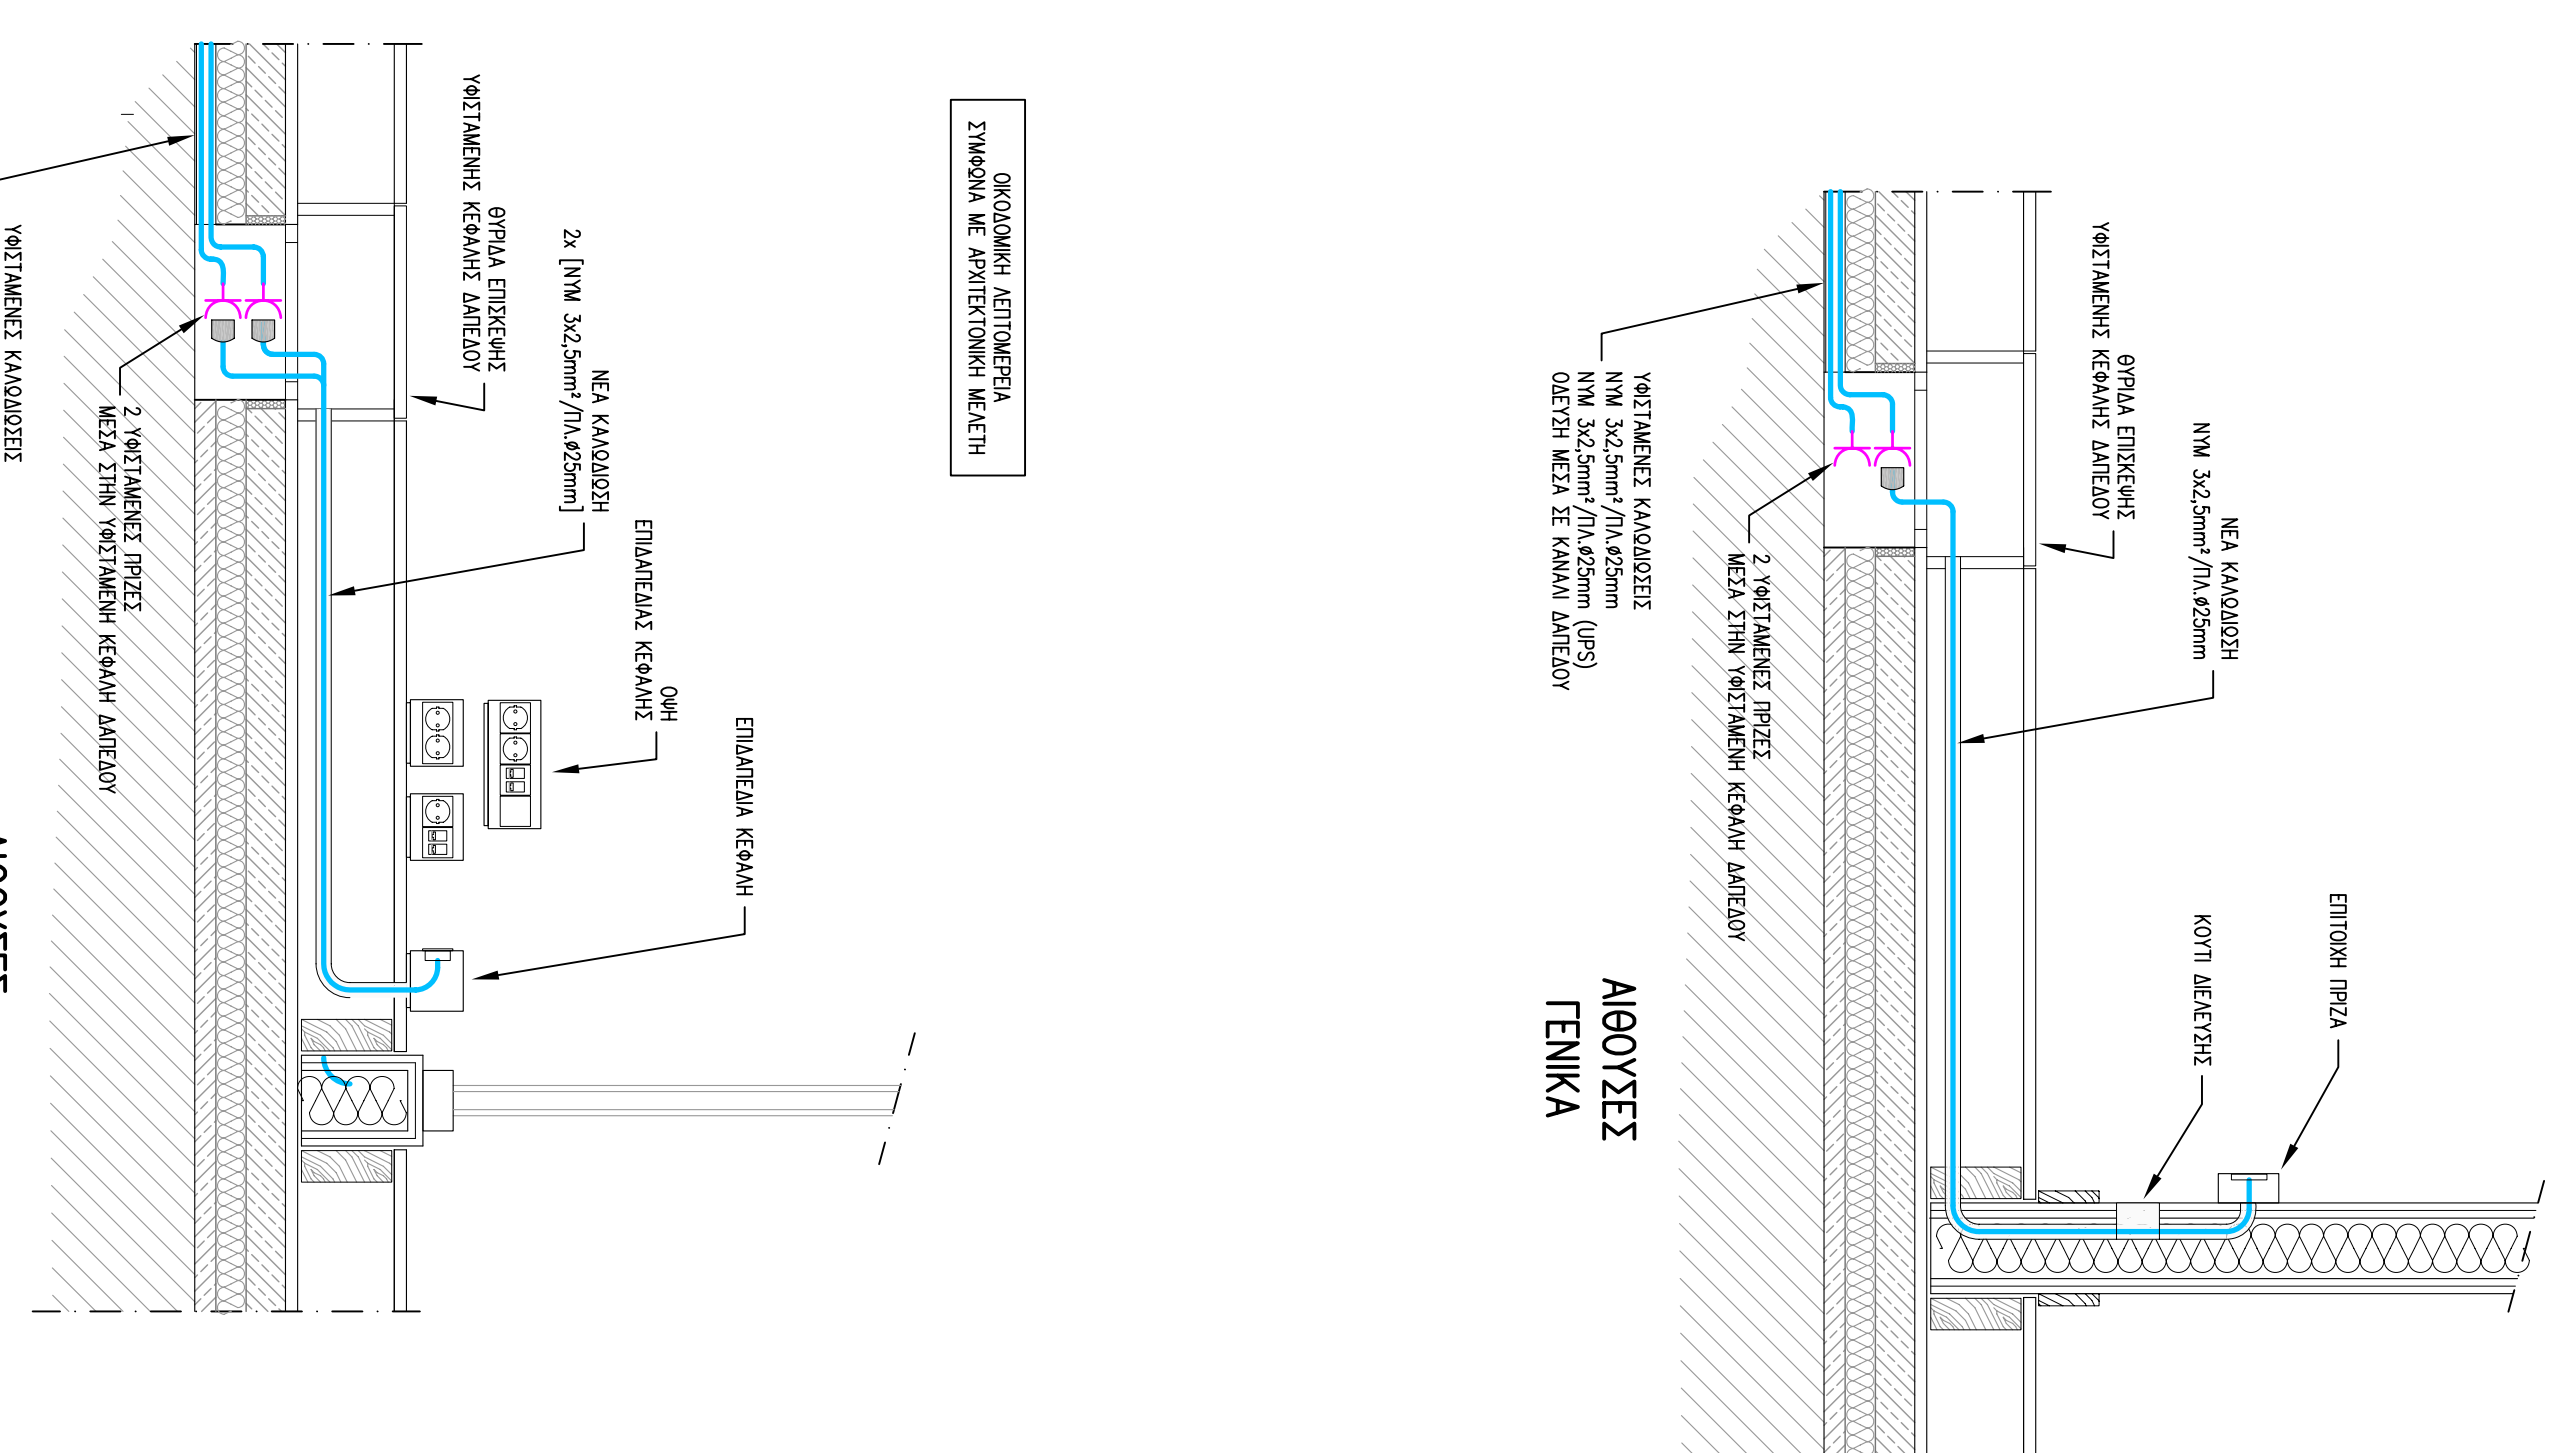 ΕΠΙΤΟΙΧΗ ΠΡΙΖΑ
ΚΟΥΤΙ ΔΙΕΛΕΥΣΗΣ
ΝΕΑ ΚΑΛΩΔΙΩΣΗ
ΝΥΜ 3x2,5mm²/ΠΛ.ø25mm
ΘΥΡΙΔΑ ΕΠΙΣΚΕΨΗΣ
ΥΦΙΣΤΑΜΕΝΗΣ ΚΕΦΑΛΗΣ ΔΑΠΕΔΟΥ
2 ΥΦΙΣΤΑΜΕΝΕΣ ΠΡΙΖΕΣ
ΜΕΣΑ ΣΤΗΝ ΥΦΙΣΤΑΜΕΝΗ ΚΕΦΑΛΗ ΔΑΠΕΔΟΥ
ΥΦΙΣΤΑΜΕΝΕΣ ΚΑΛΩΔΙΩΣΕΙΣ
ΝΥΜ 3x2,5mm²/ΠΛ.ø25mm
ΝΥΜ 3x2,5mm²/ΠΛ.ø25mm (UPS)
ΟΔΕΥΣΗ ΜΕΣΑ ΣΕ ΚΑΝΑΛΙ ΔΑΠΕΔΟΥ
ΑΙΘΟΥΣΕΣ
ΓΕΝΙΚΑ
ΟΙΚΟΔΟΜΙΚΗ ΛΕΠΤΟΜΕΡΕΙΑ
ΣΥΜΦΩΝΑ ΜΕ ΑΡΧΙΤΕΚΤΟΝΙΚΗ ΜΕΛΕΤΗ
ΕΠΙΔΑΠΕΔΙΑ ΚΕΦΑΛΗ
ΟΨΗ
ΕΠΙΔΑΠΕΔΙΑΣ ΚΕΦΑΛΗΣ
ΝΕΑ ΚΑΛΩΔΙΩΣΗ
2x [ΝΥΜ 3x2,5mm²/ΠΛ.ø25mm]
ΘΥΡΙΔΑ ΕΠΙΣΚΕΨΗΣ
ΥΦΙΣΤΑΜΕΝΗΣ ΚΕΦΑΛΗΣ ΔΑΠΕΔΟΥ
2 ΥΦΙΣΤΑΜΕΝΕΣ ΠΡΙΖΕΣ
ΜΕΣΑ ΣΤΗΝ ΥΦΙΣΤΑΜΕΝΗ ΚΕΦΑΛΗ ΔΑΠΕΔΟΥ
ΥΦΙΣΤΑΜΕΝΕΣ ΚΑΛΩΔΙΩΣΕΙΣ